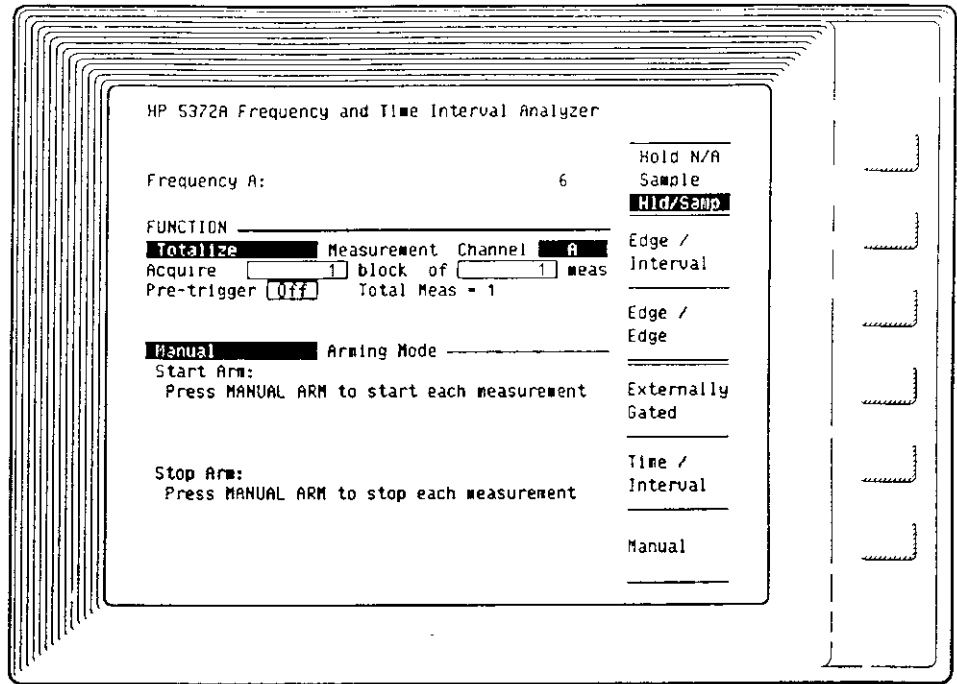 HP 5372A Frequency and Time Interval Analyzer
Frequency A: 6
FUNCTION
Totalize Measurement Channel A
Acquire 1 block of 1 meas
Pre-trigger Off Total Meas = 1
Manual Arming Mode
Start Arm:
Press MANUAL ARM to start each measurement
Stop Arm:
Press MANUAL ARM to stop each measurement
Hold N/A
Sample
Hld/Samp
Edge /
Interval
Edge /
Edge
Externally
Gated
Time /
Interval
Manual